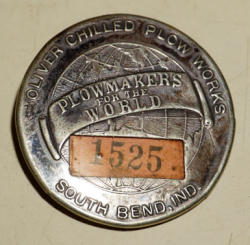 OLIVER CHILLED PLOW WORKS
PLOWMAKERS
FOR THE
WORLD
1525
SOUTH BEND, IND.